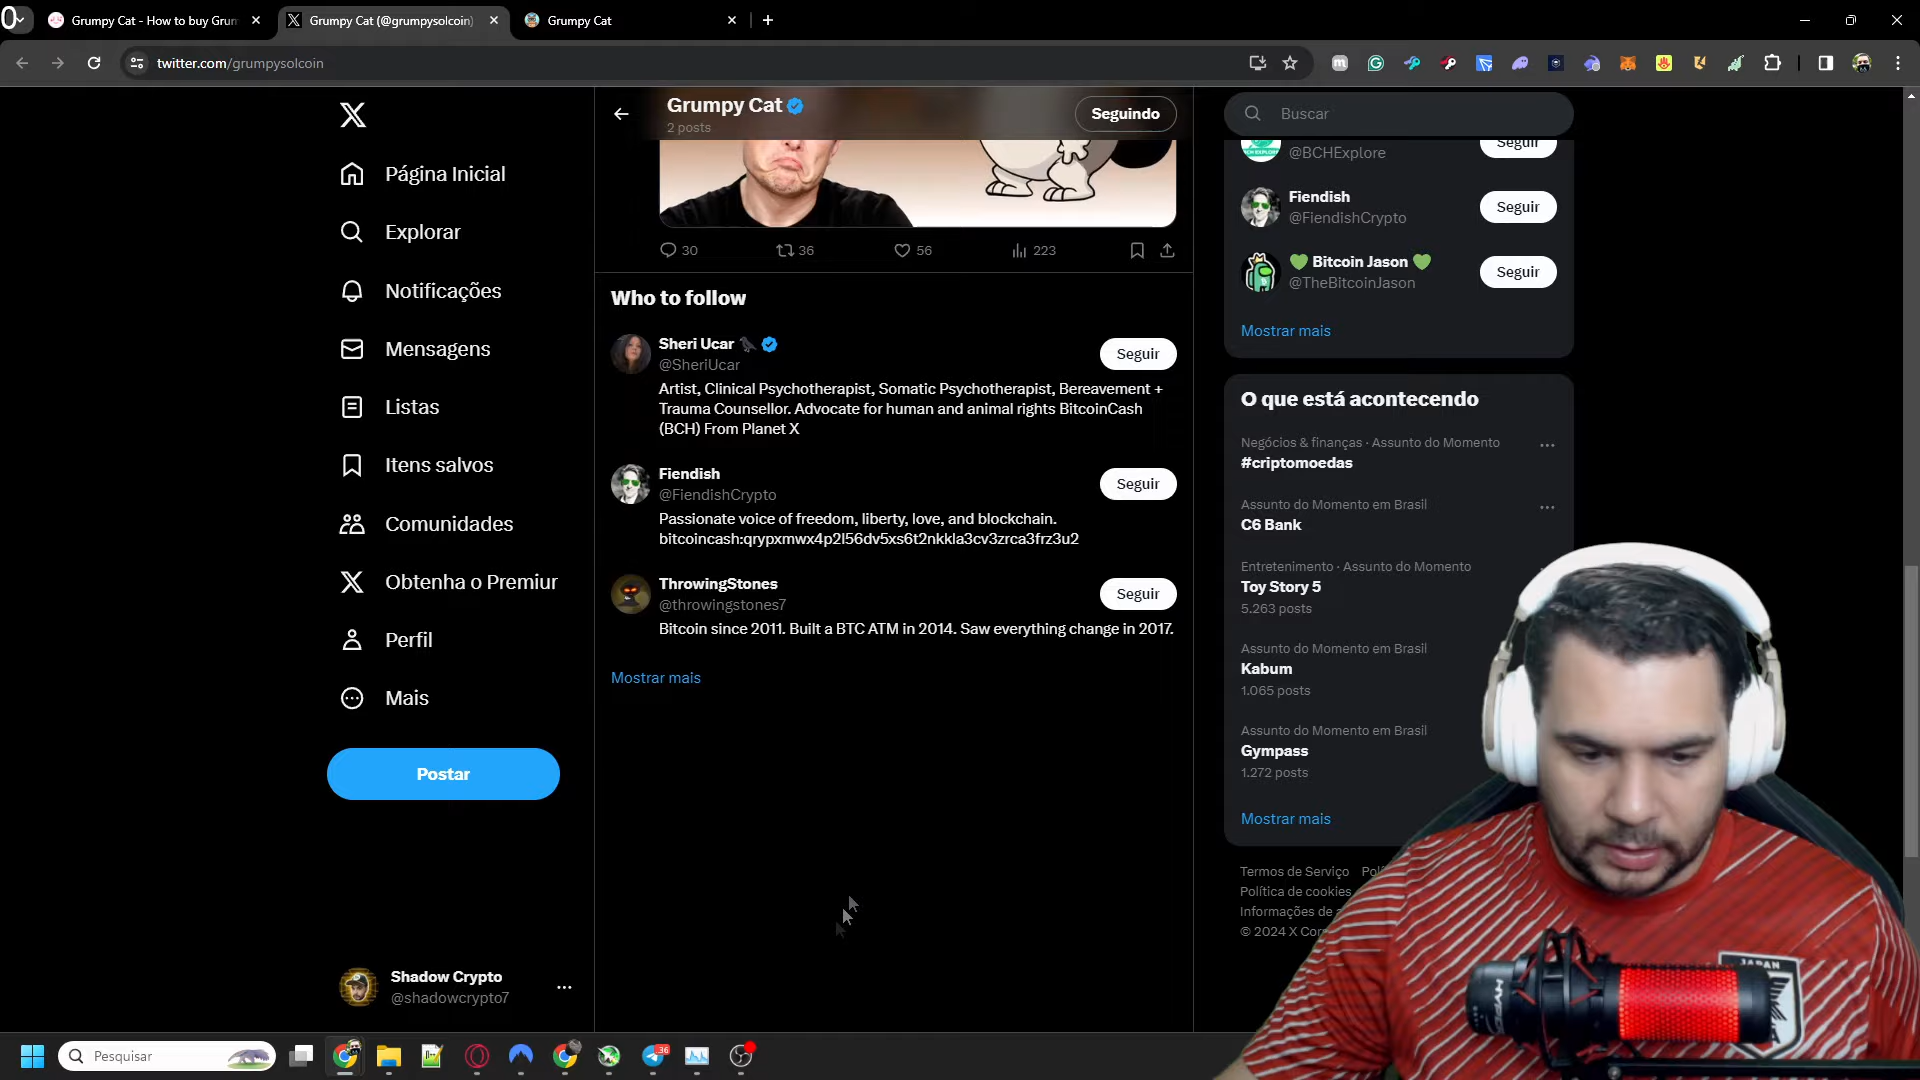 Grumpy Cat - How to buy Grum
Grumpy Cat (@grumpysolcoin)
Grumpy Cat
twitter.com/grumpysolcoin
Grumpy Cat
2 posts
Seguindo
Buscar
Página Inicial
Explorar
Notificações
Mensagens
Listas
Itens salvos
Comunidades
Obtenha o Premiur
Perfil
Mais
Postar
Shadow Crypto
@shadowcrypto7
30
36
56
223
Who to follow
Sheri Ucar
@SheriUcar
Seguir
Artist, Clinical Psychotherapist, Somatic Psychotherapist, Bereavement +
Trauma Counsellor. Advocate for human and animal rights BitcoinCash
(BCH) From Planet X
Fiendish
@FiendishCrypto
Seguir
Passionate voice of freedom, liberty, love, and blockchain.
bitcoincash:qrypxmwx4p2l56dv5xs6t2nkkla3cv3zrca3frz3u2
ThrowingStones
@throwingstones7
Seguir
Bitcoin since 2011. Built a BTC ATM in 2014. Saw everything change in 2017.
Mostrar mais
@BCHExplore
Seguir
Fiendish
@FiendishCrypto
Seguir
Bitcoin Jason
@TheBitcoinJason
Seguir
Mostrar mais
O que está acontecendo
Negócios & finanças · Assunto do Momento
#criptomoedas
Assunto do Momento em Brasil
C6 Bank
Entretenimento · Assunto do Momento
Toy Story 5
5.263 posts
Assunto do Momento em Brasil
Kabum
1.065 posts
Assunto do Momento em Brasil
Gympass
1.272 posts
Mostrar mais
Termos de Serviço
Política de cookies
Informações de
© 2024 X
JAPAN
HYPERX
Pesquisar
36